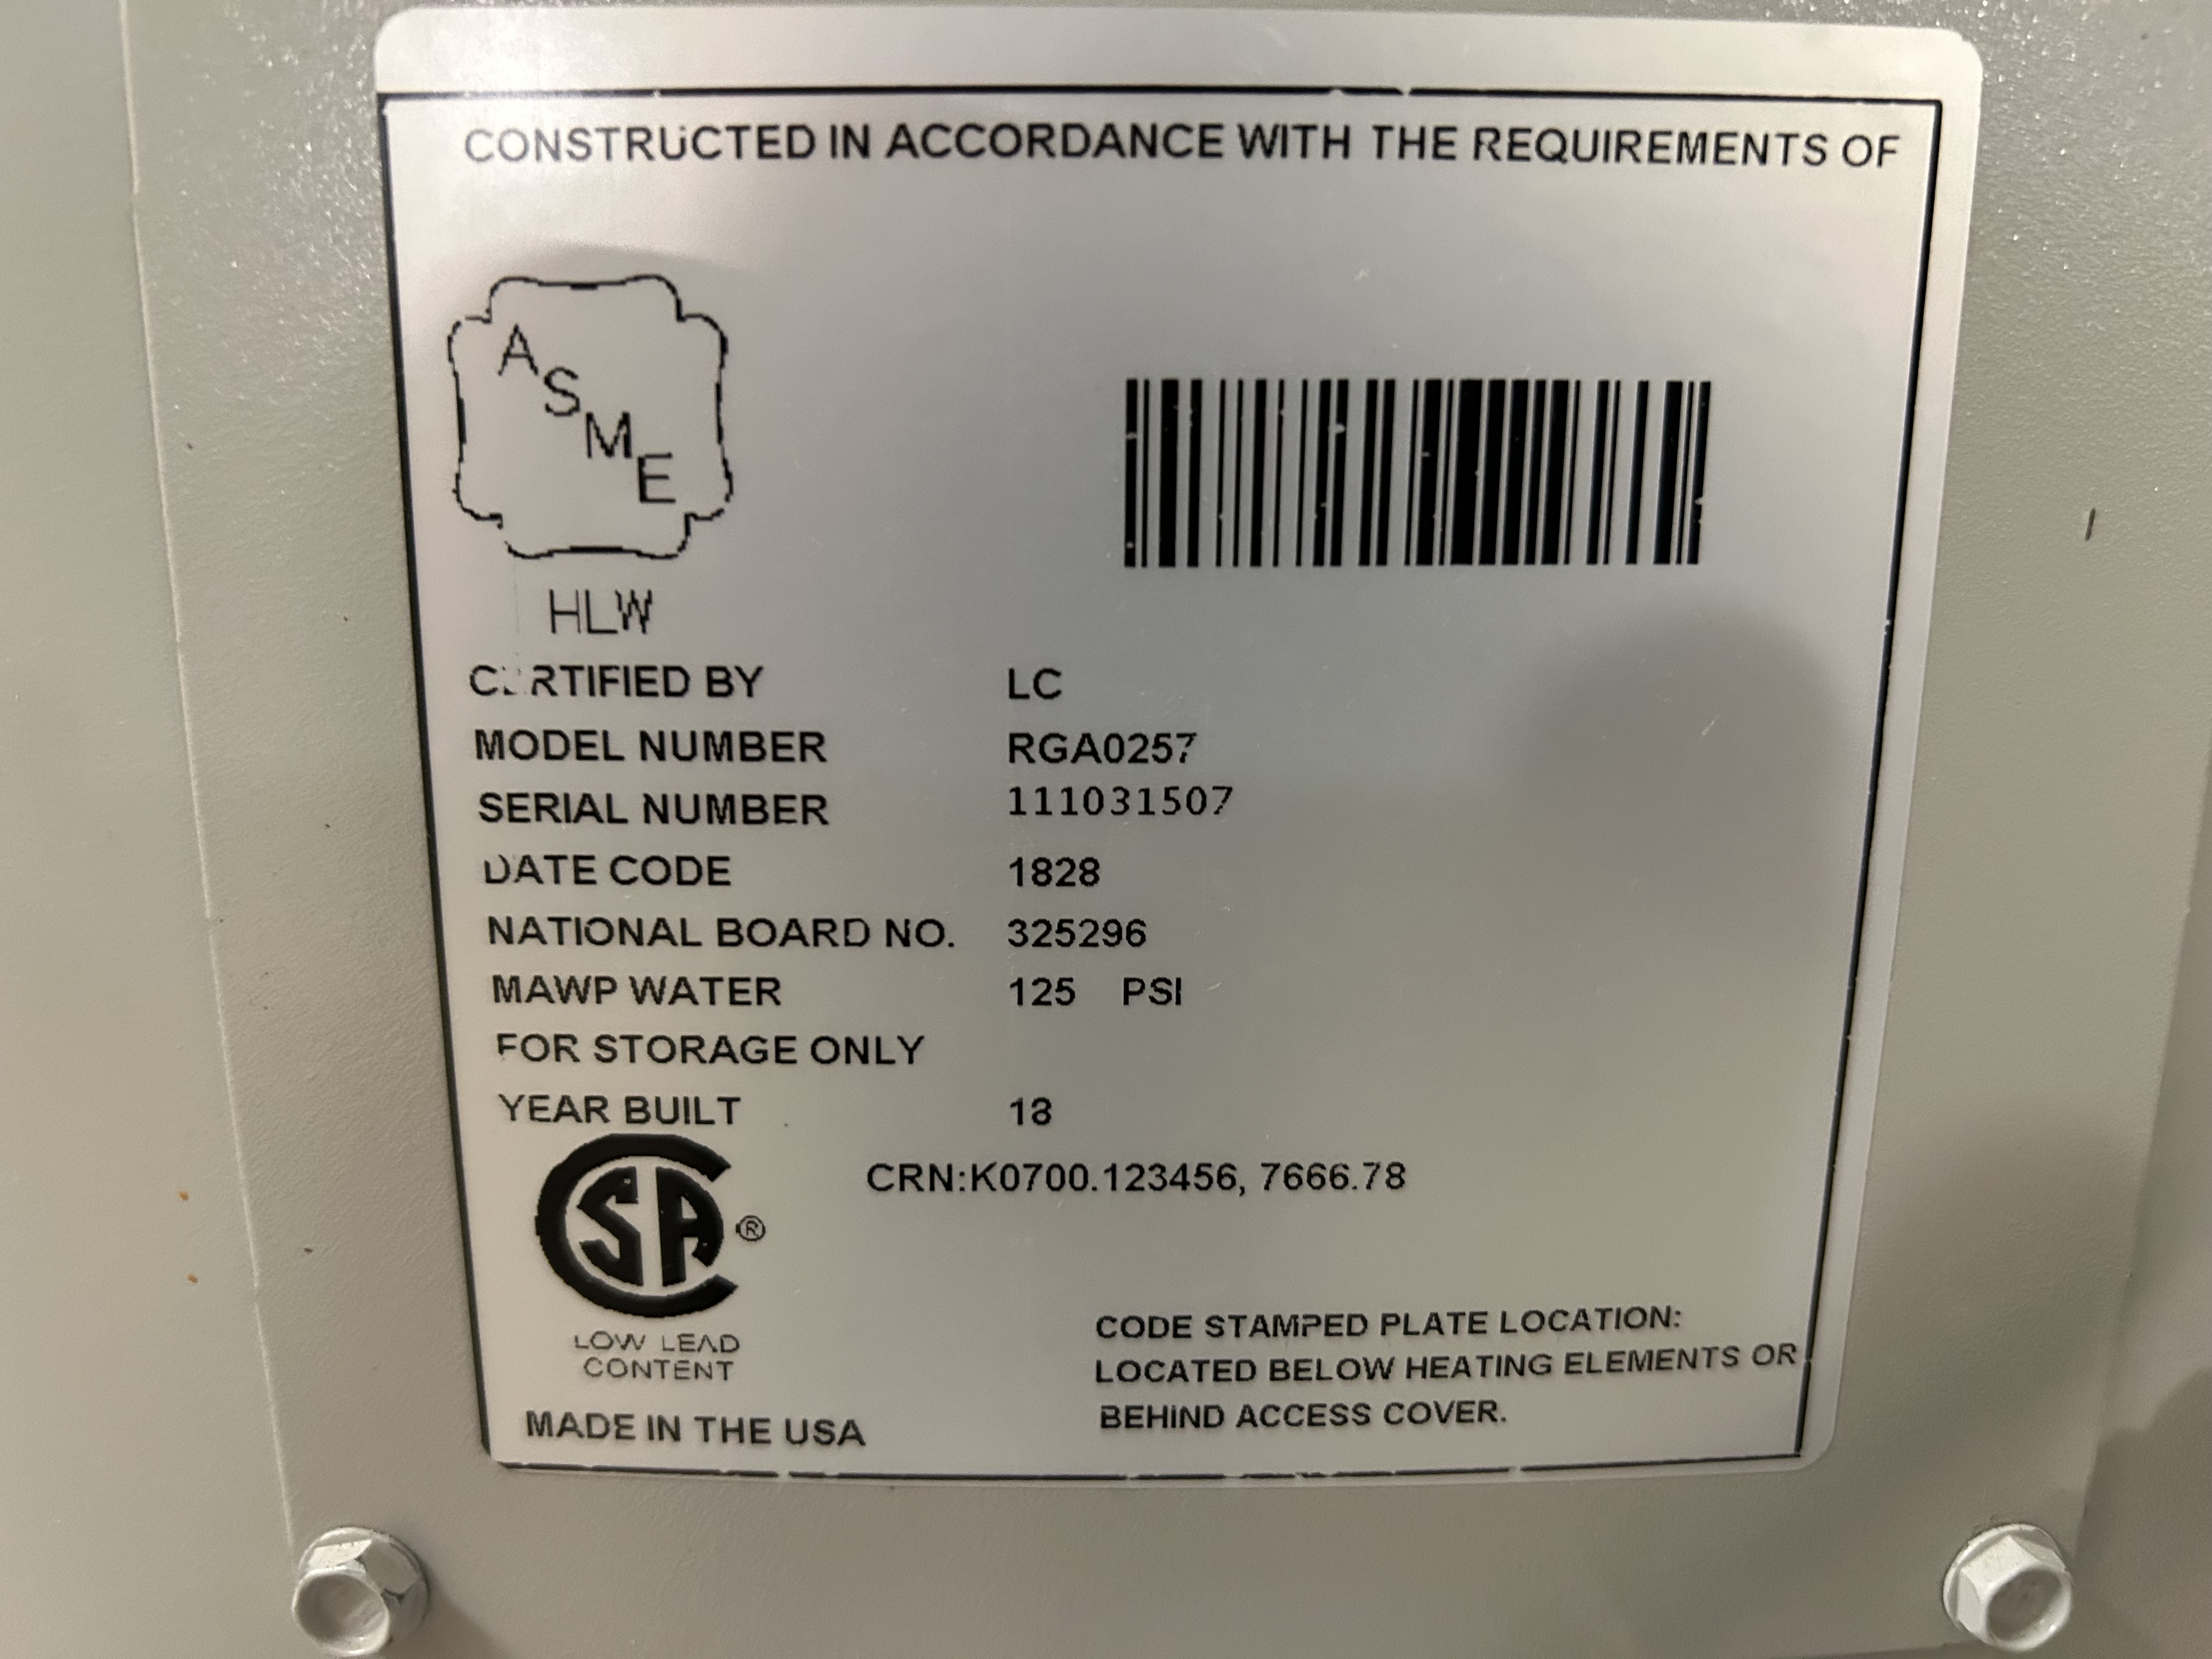 CONSTRUCTED IN ACCORDANCE WITH THE REQUIREMENTS OF
ASME
HLW
CERTIFIED BY LC
MODEL NUMBER RGA0257
SERIAL NUMBER 111031507
DATE CODE 1828
NATIONAL BOARD NO. 325296
MAWP WATER 125 PSI
FOR STORAGE ONLY
YEAR BUILT 18
CRN:K0700.123456, 7666.78
CSA ®
LOW LEAD
CONTENT
MADE IN THE USA
CODE STAMPED PLATE LOCATION:
LOCATED BELOW HEATING ELEMENTS OR
BEHIND ACCESS COVER.